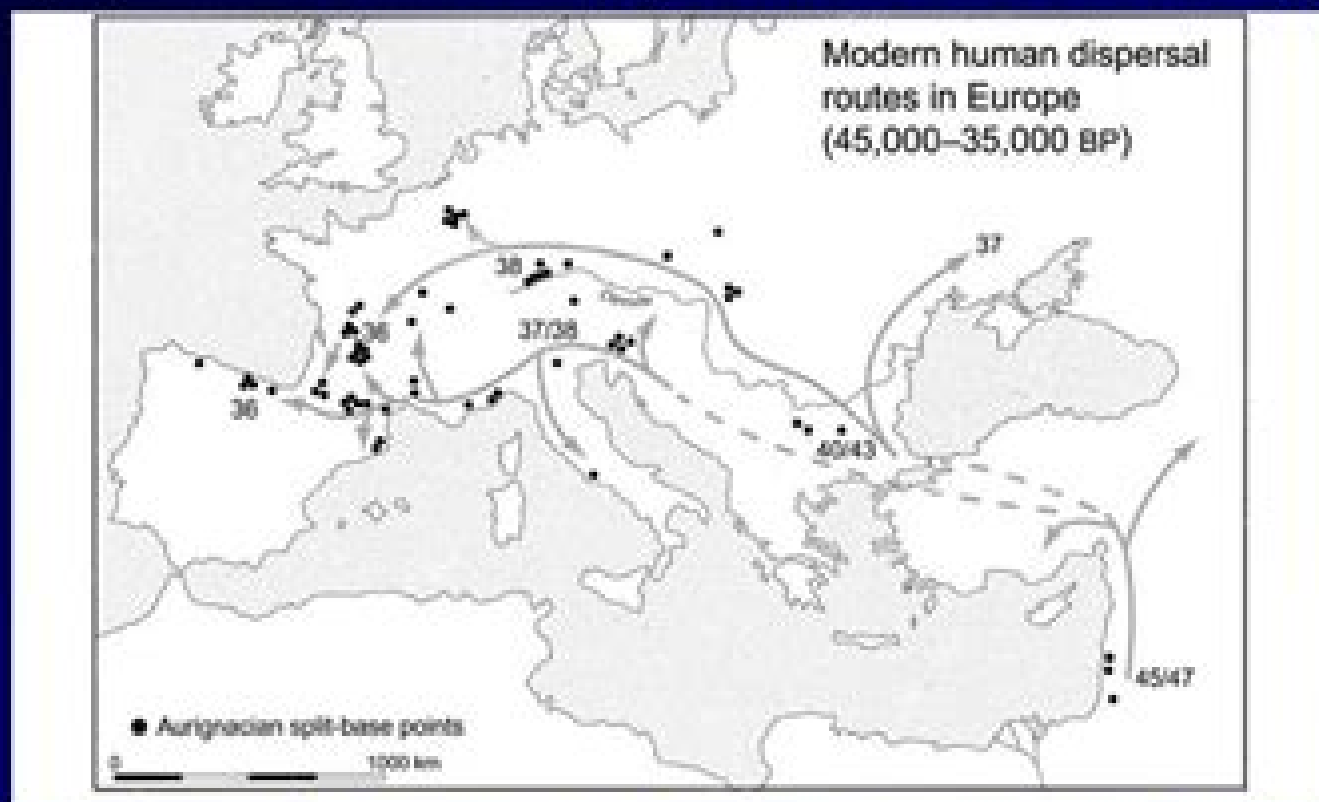 Modern human dispersal
routes in Europe
(45,000–35,000 BP)
37
38
36
37/38
36
40/43
45/47
● Aurignacian split-base points
0 1000 km